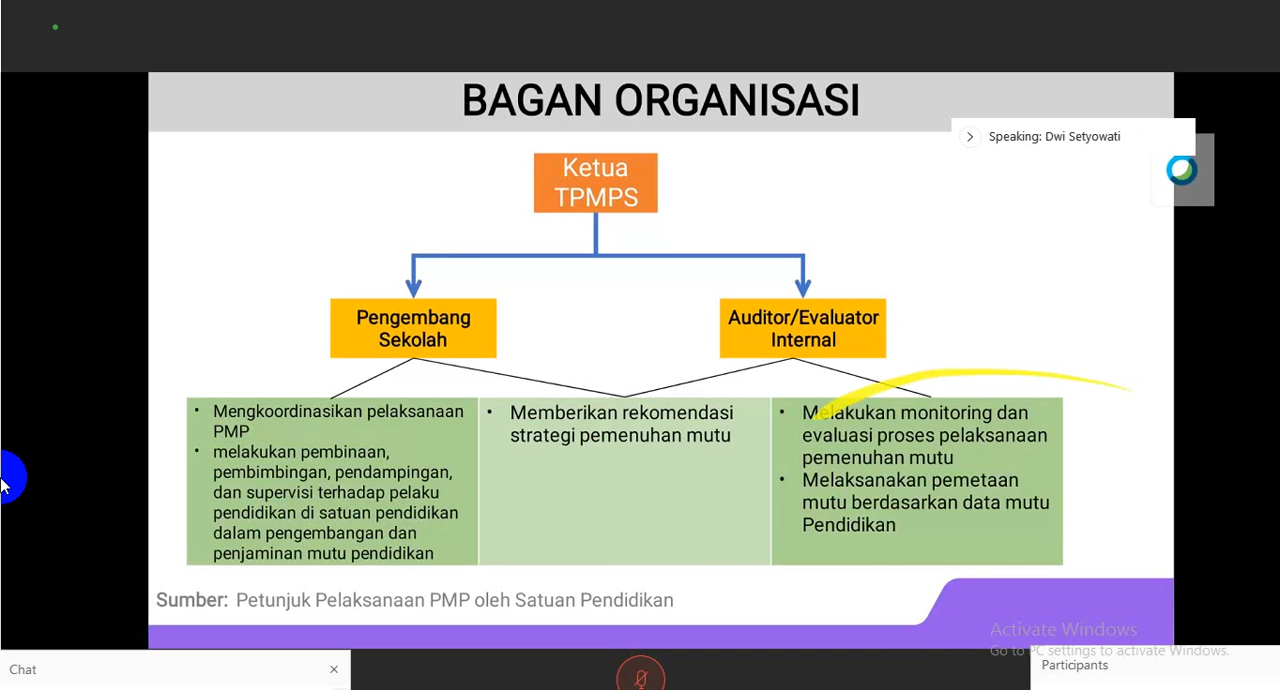 BAGAN ORGANISASI
Speaking: Dwi Setyowati
Ketua
TPMPS
Pengembang
Sekolah
Auditor/Evaluator
Internal
• Mengkoordinasikan pelaksanaan
PMP
• melakukan pembinaan,
pembimbingan, pendampingan,
dan supervisi terhadap pelaku
pendidikan di satuan pendidikan
dalam pengembangan dan
penjaminan mutu pendidikan
• Memberikan rekomendasi
strategi pemenuhan mutu
• Melakukan monitoring dan
evaluasi proses pelaksanaan
pemenuhan mutu
• Melaksanakan pemetaan
mutu berdasarkan data mutu
Pendidikan
Sumber: Petunjuk Pelaksanaan PMP oleh Satuan Pendidikan
Activate Windows
Go to PC settings to activate Windows.
Chat
Participants